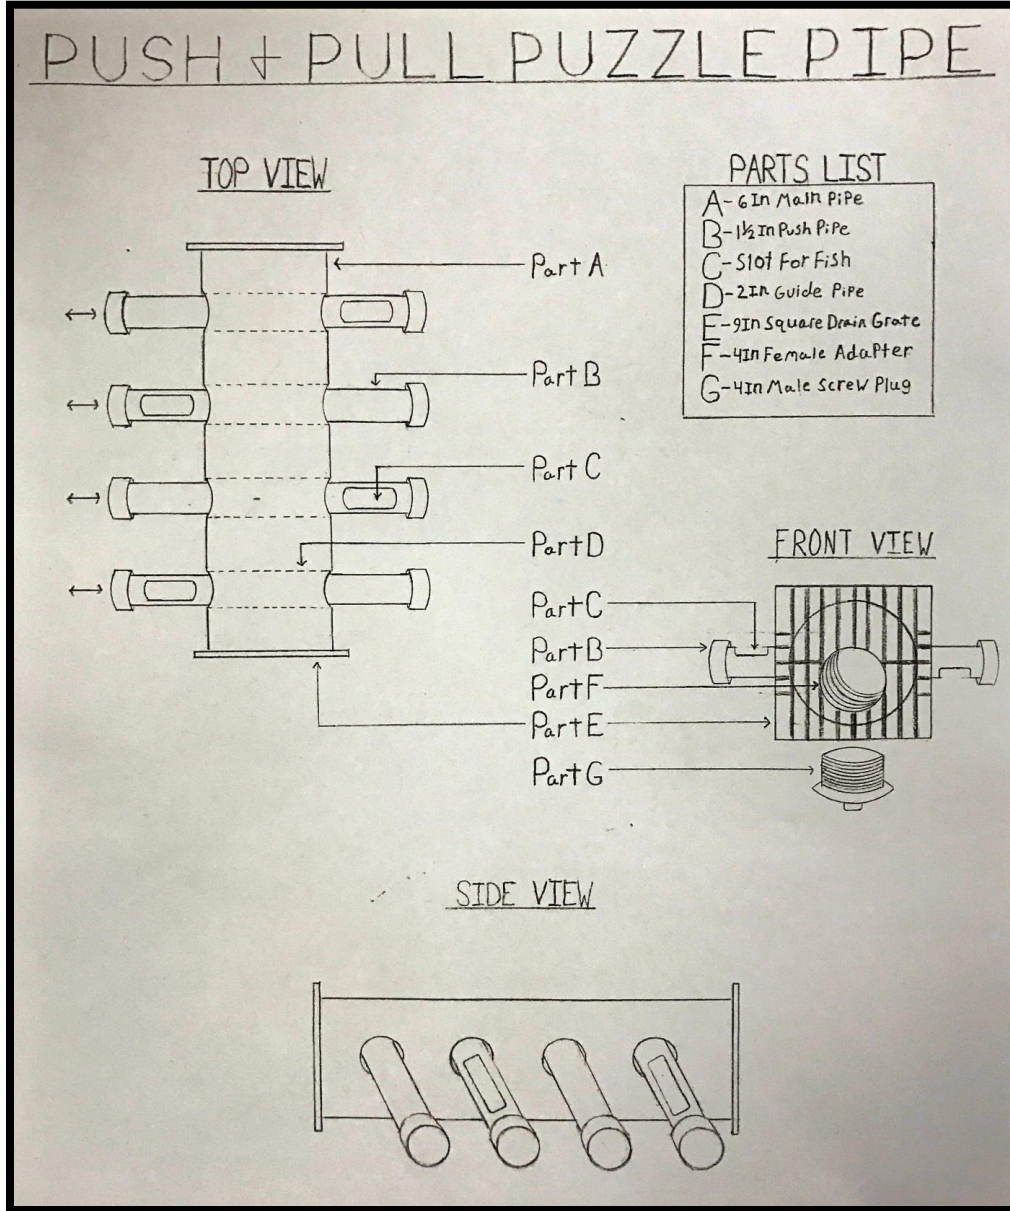 PUSH + PULL PUZZLE PIPE
TOP VIEW
Part A
Part B
Part C
Part D
PARTS LIST
A-6In Main Pipe
B-1½In Push Pipe
C-Slot For Fish
D-2In Guide Pipe
E-9In Square Drain Grate
F-4In Female Adapter
G-4In Male Screw Plug
FRONT VIEW
Part C
Part B
Part F
Part E
Part G
SIDE VIEW